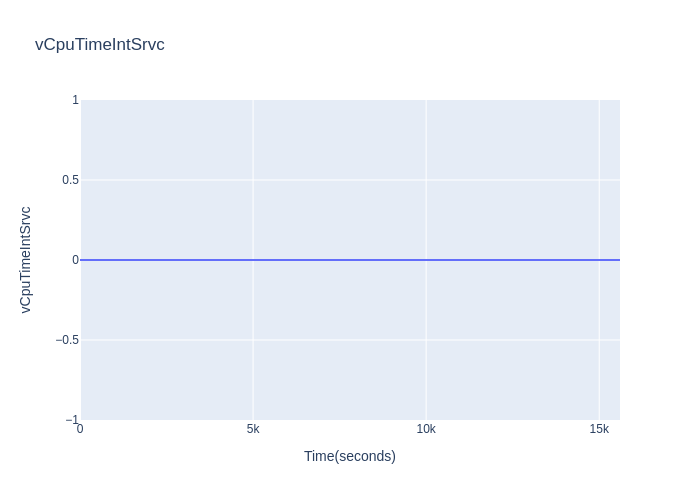 vCpuTimeIntSrvc
1
0.5
0
−0.5
−1
vCpuTimeIntSrvc
0
5k
10k
15k
Time(seconds)